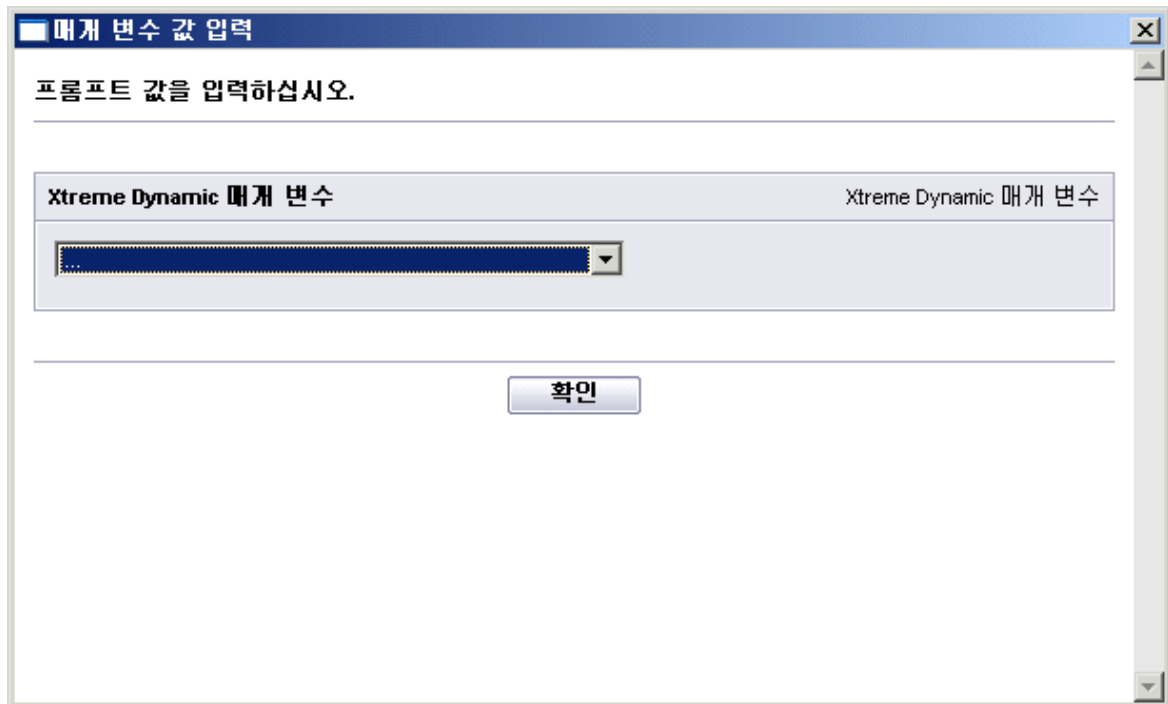 매개 변수 값 입력
프롬프트 값을 입력하십시오.
Xtreme Dynamic 매개 변수 Xtreme Dynamic 매개 변수
...
확인